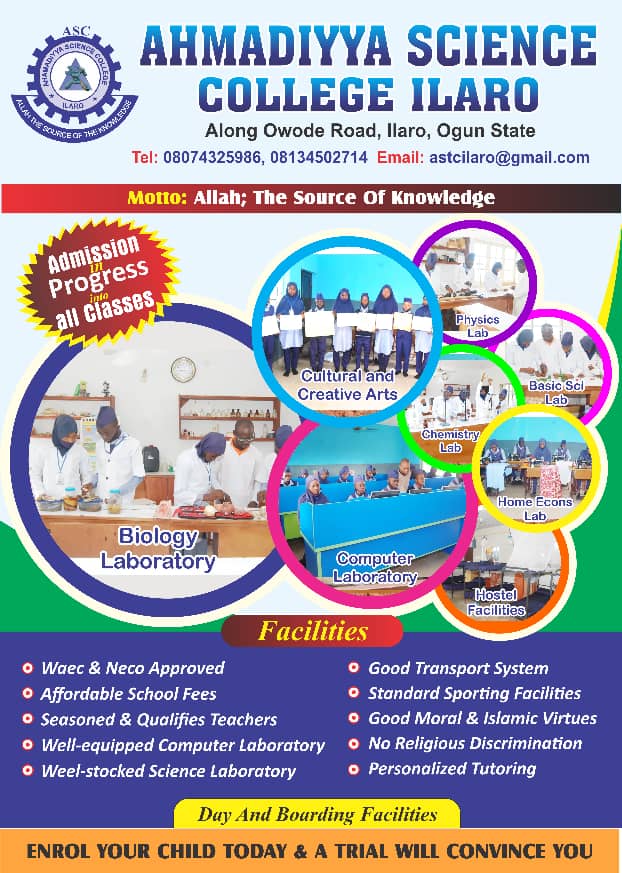 ASC
AHAMADIYYA SCIENCE COLLEGE
ILARO
ALLAH THE SOURCE OF THE KNOWLEDGE
AHMADIYYA SCIENCE
COLLEGE ILARO
Along Owode Road, Ilaro, Ogun State
Tel: 08074325986, 08134502714 Email: astcilaro@gmail.com
Motto: Allah; The Source Of Knowledge
Admission
in
Progress
into
all Classes
Cultural and
Creative Arts
Physics
Lab
Basic Sci
Lab
Chemistry
Lab
Home Econs
Lab
Biology
Laboratory
Computer
Laboratory
Hostel
Facilities
Facilities
Waec & Neco Approved
Affordable School Fees
Seasoned & Qualifies Teachers
Well-equipped Computer Laboratory
Weel-stocked Science Laboratory
Good Transport System
Standard Sporting Facilities
Good Moral & Islamic Virtues
No Religious Discrimination
Personalized Tutoring
Day And Boarding Facilities
ENROL YOUR CHILD TODAY & A TRIAL WILL CONVINCE YOU